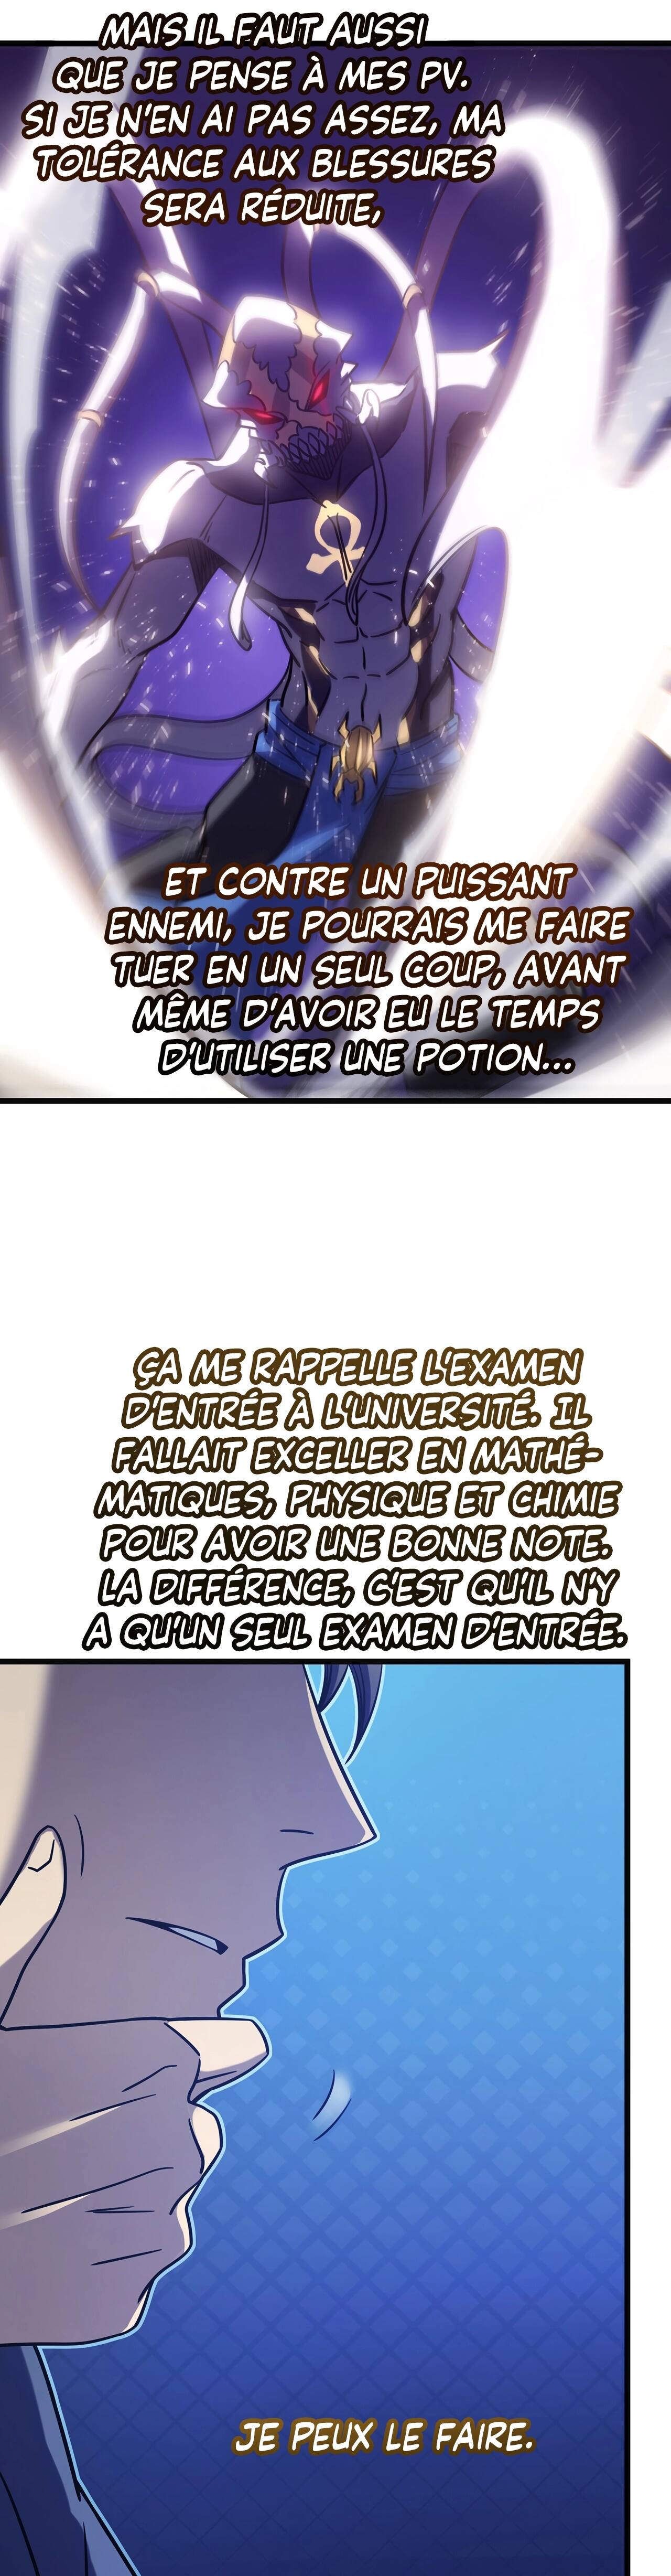 MAIS IL FAUT AUSSI
QUE JE PENSE À MES PV.
SI JE N'EN AI PAS ASSEZ, MA
TOLÉRANCE AUX BLESSURES
SERA RÉDUITE,
ET CONTRE UN PUISSANT
ENNEMI, JE POURRAIS ME FAIRE
TUER EN UN SEUL COUP, AVANT
MÊME D'AVOIR EU LE TEMPS
D'UTILISER UNE POTION...
ÇA ME RAPPELLE L'EXAMEN
D'ENTRÉE À L'UNIVERSITÉ. IL
FALLAIT EXCELLER EN MATHÉ-
MATIQUES, PHYSIQUE ET CHIMIE
POUR AVOIR UNE BONNE NOTE.
LA DIFFÉRENCE, C'EST QU'IL N'Y
A QU'UN SEUL EXAMEN D'ENTRÉE.
JE PEUX LE FAIRE.